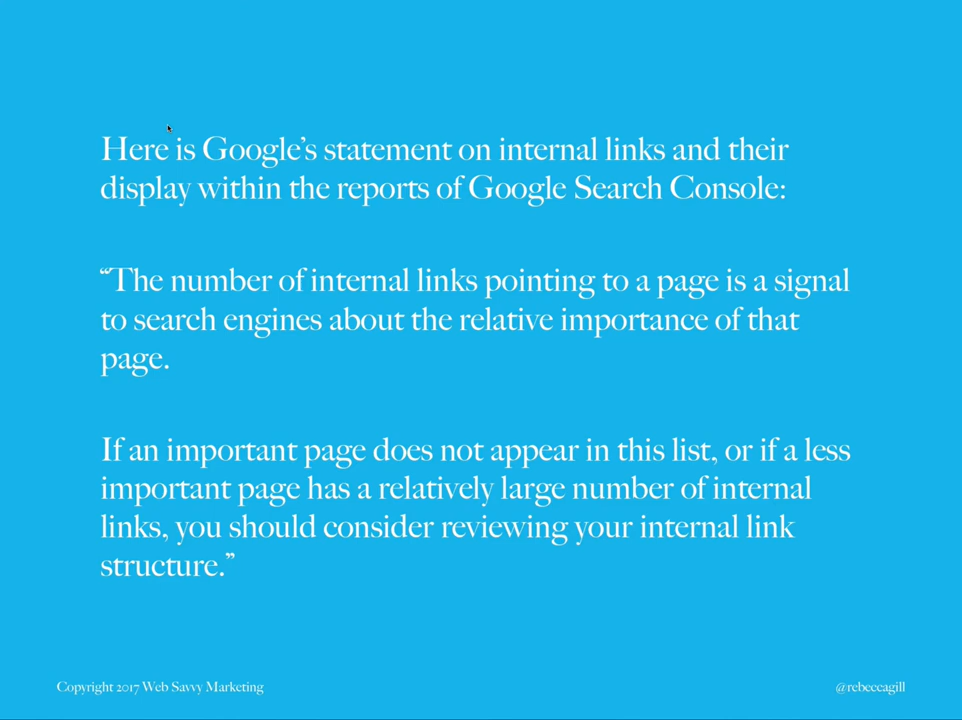 Here is Google’s statement on internal links and their
display within the reports of Google Search Console:
“The number of internal links pointing to a page is a signal
to search engines about the relative importance of that
page.
If an important page does not appear in this list, or if a less
important page has a relatively large number of internal
links, you should consider reviewing your internal link
structure.”
Copyright 2017 Web Savvy Marketing
@rebeccagill